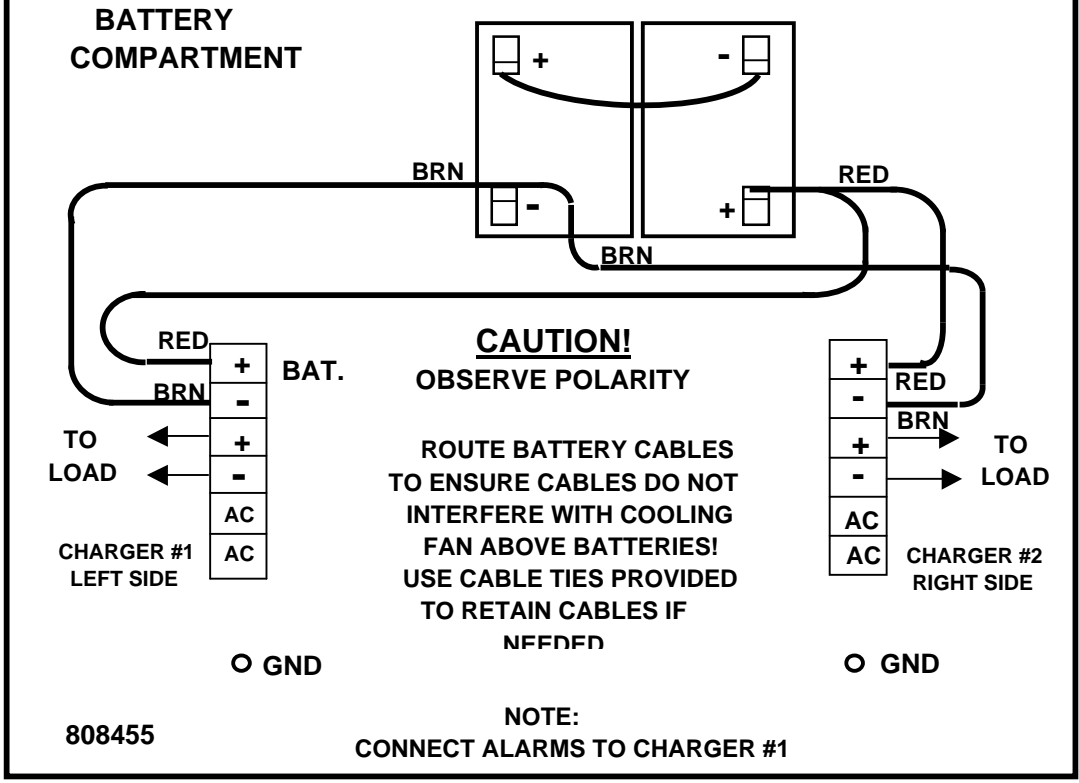 BATTERY
COMPARTMENT
+
-
BRN
RED
-
+
BRN
RED
+
BAT.
BRN
-
TO
LOAD
+
-
AC
AC
CHARGER #1
LEFT SIDE
CAUTION!
OBSERVE POLARITY
ROUTE BATTERY CABLES
TO ENSURE CABLES DO NOT
INTERFERE WITH COOLING
FAN ABOVE BATTERIES!
USE CABLE TIES PROVIDED
TO RETAIN CABLES IF
NEEDED
+
RED
-
BRN
+
-
TO
LOAD
AC
AC
CHARGER #2
RIGHT SIDE
GND
GND
808455
NOTE:
CONNECT ALARMS TO CHARGER #1